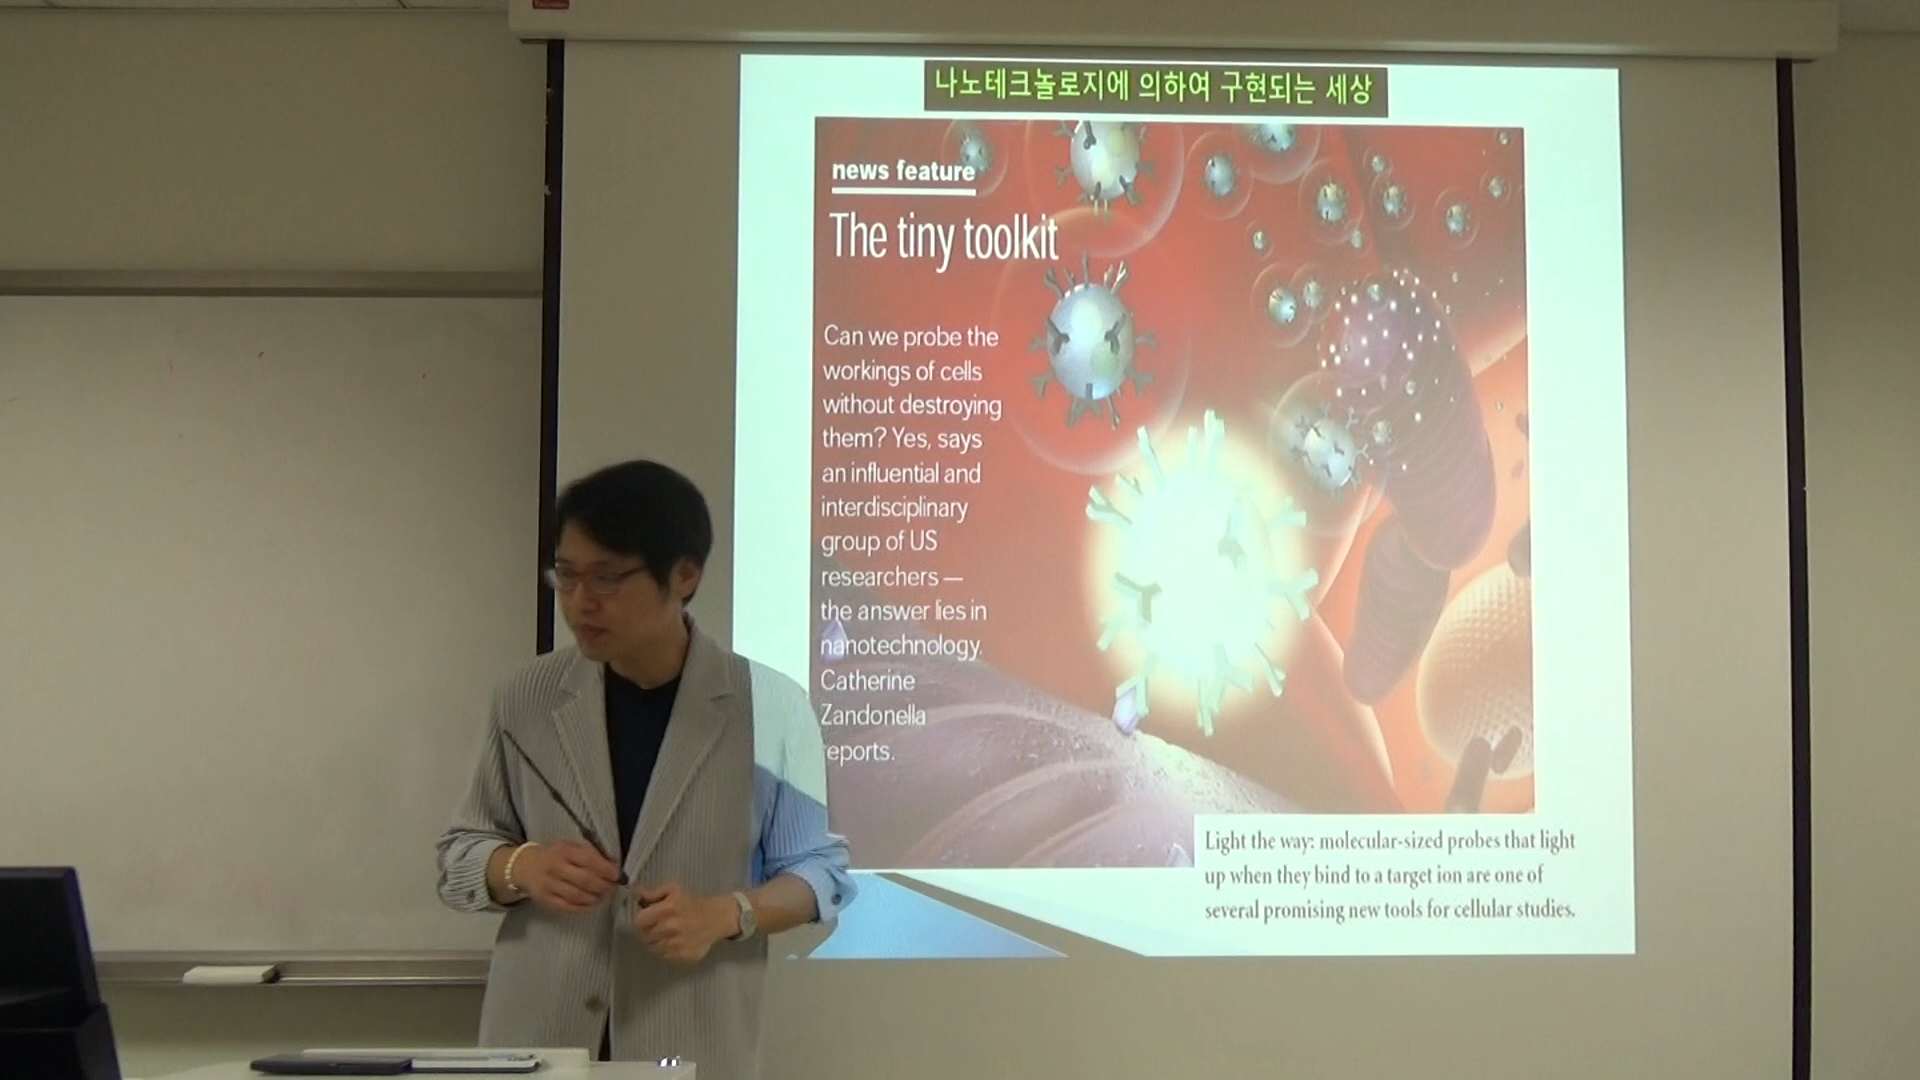 나노테크놀로지에 의하여 구현되는 세상
news feature
The tiny toolkit
Can we probe the
workings of cells
without destroying
them? Yes, says
an influential and
interdisciplinary
group of US
researchers —
the answer lies in
nanotechnology.
Catherine
Zandonella
reports.
Light the way: molecular-sized probes that light
up when they bind to a target ion are one of
several promising new tools for cellular studies.